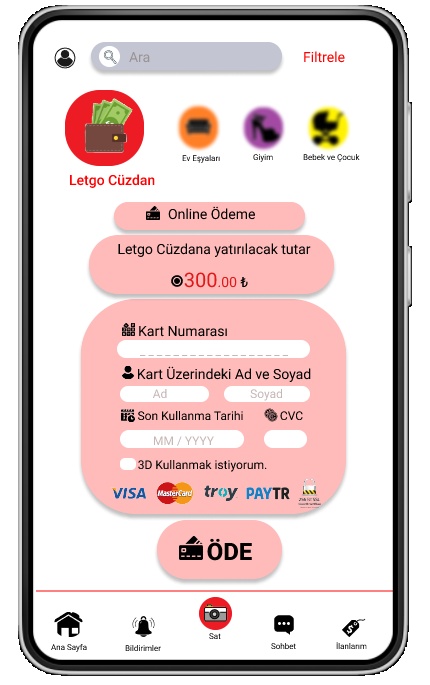 Ara
Filtrele
Letgo Cüzdan
Ev Eşyaları
Giyim
Bebek ve Çocuk
Online Ödeme
Letgo Cüzdana yatırılacak tutar
300.00 ₺
Kart Numarası
Kart Üzerindeki Ad ve Soyad
Ad
Soyad
Son Kullanma Tarihi
CVC
MM / YYYY
3D Kullanmak istiyorum.
VISA
MasterCard
troy
PAYTR
ÖDE
Ana Sayfa
Bildirimler
Sat
Sohbet
İlanlarım